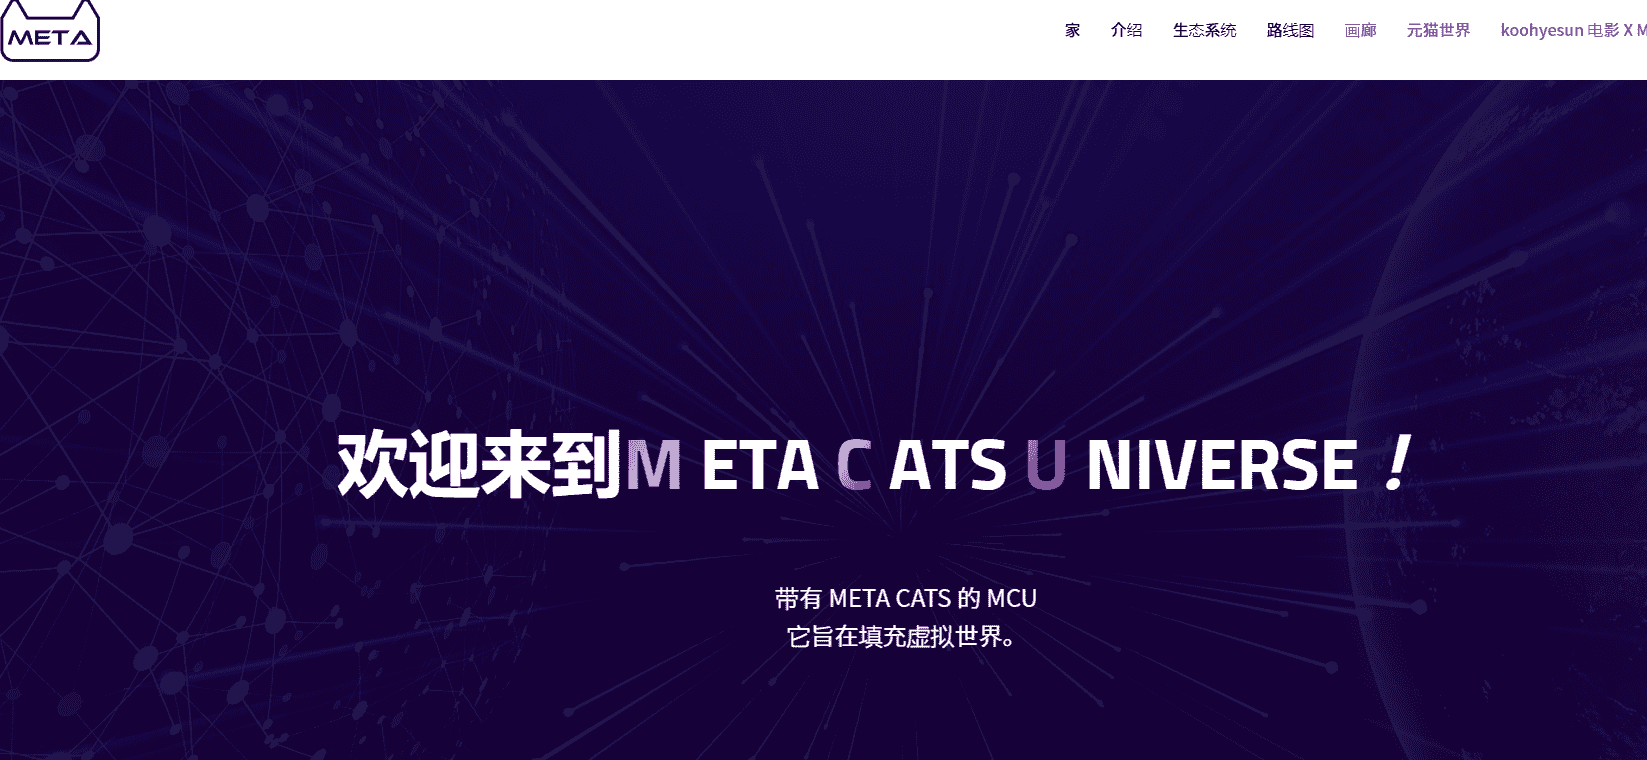 META
家 介绍 生态系统 路线图 画廊 元猫世界 koohyesun 电影 X M
欢迎来到M ETA C ATS U NIVERSE !
带有 META CATS 的 MCU
它旨在填充虚拟世界。